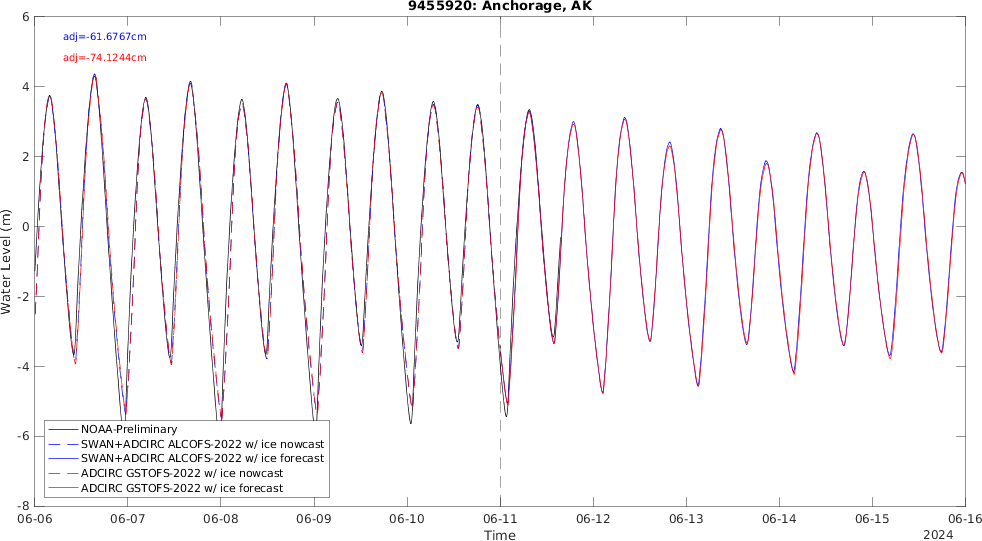 9455920: Anchorage, AK
adj=-61.6767cm
adj=-74.1244cm
Water Level (m)
6
4
2
0
-2
-4
-6
-8
NOAA-Preliminary
SWAN+ADCIRC ALCOFS-2022 w/ ice nowcast
SWAN+ADCIRC ALCOFS-2022 w/ ice forecast
ADCIRC GSTOFS-2022 w/ ice nowcast
ADCIRC GSTOFS-2022 w/ ice forecast
06-06 06-07 06-08 06-09 06-10 06-11 06-12 06-13 06-14 06-15 06-16
Time
2024